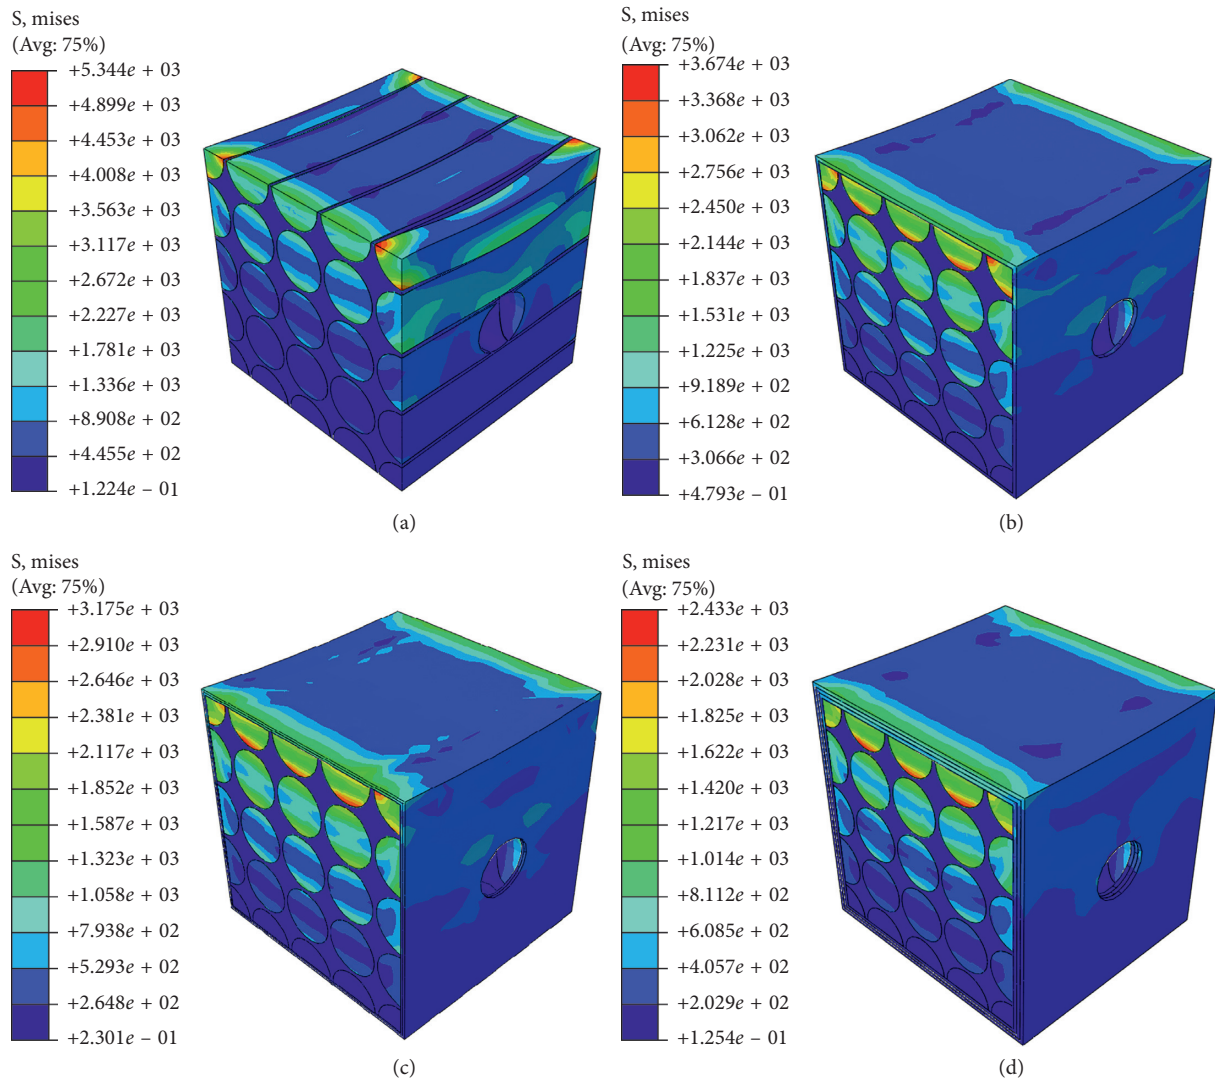 S, mises
(Avg: 75%)
+5.344e + 03
+4.899e + 03
+4.453e + 03
+4.008e + 03
+3.563e + 03
+3.117e + 03
+2.672e + 03
+2.227e + 03
+1.781e + 03
+1.336e + 03
+8.908e + 02
+4.455e + 02
+1.224e – 01
(a)
S, mises
(Avg: 75%)
+3.674e + 03
+3.368e + 03
+3.062e + 03
+2.756e + 03
+2.450e + 03
+2.144e + 03
+1.837e + 03
+1.531e + 03
+1.225e + 03
+9.189e + 02
+6.128e + 02
+3.066e + 02
+4.793e – 01
(b)
S, mises
(Avg: 75%)
+3.175e + 03
+2.910e + 03
+2.646e + 03
+2.381e + 03
+2.117e + 03
+1.852e + 03
+1.587e + 03
+1.323e + 03
+1.058e + 03
+7.938e + 02
+5.293e + 02
+2.648e + 02
+2.301e – 01
(c)
S, mises
(Avg: 75%)
+2.433e + 03
+2.231e + 03
+2.028e + 03
+1.825e + 03
+1.622e + 03
+1.420e + 03
+1.217e + 03
+1.014e + 03
+8.112e + 02
+6.085e + 02
+4.057e + 02
+2.029e + 02
+1.254e – 01
(d)